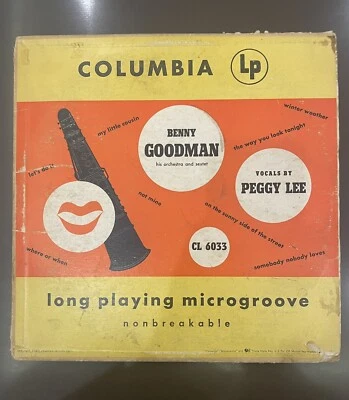 COLUMBIA Lp
winter weather
my little cousin
BENNY
GOODMAN
his orchestra and sextet
the way you look tonight
let's do it
VOCALS BY
PEGGY LEE
not mine
on the sunny side of the street
CL 6033
where or when
somebody nobody loves
long playing microgroove
nonbreakable